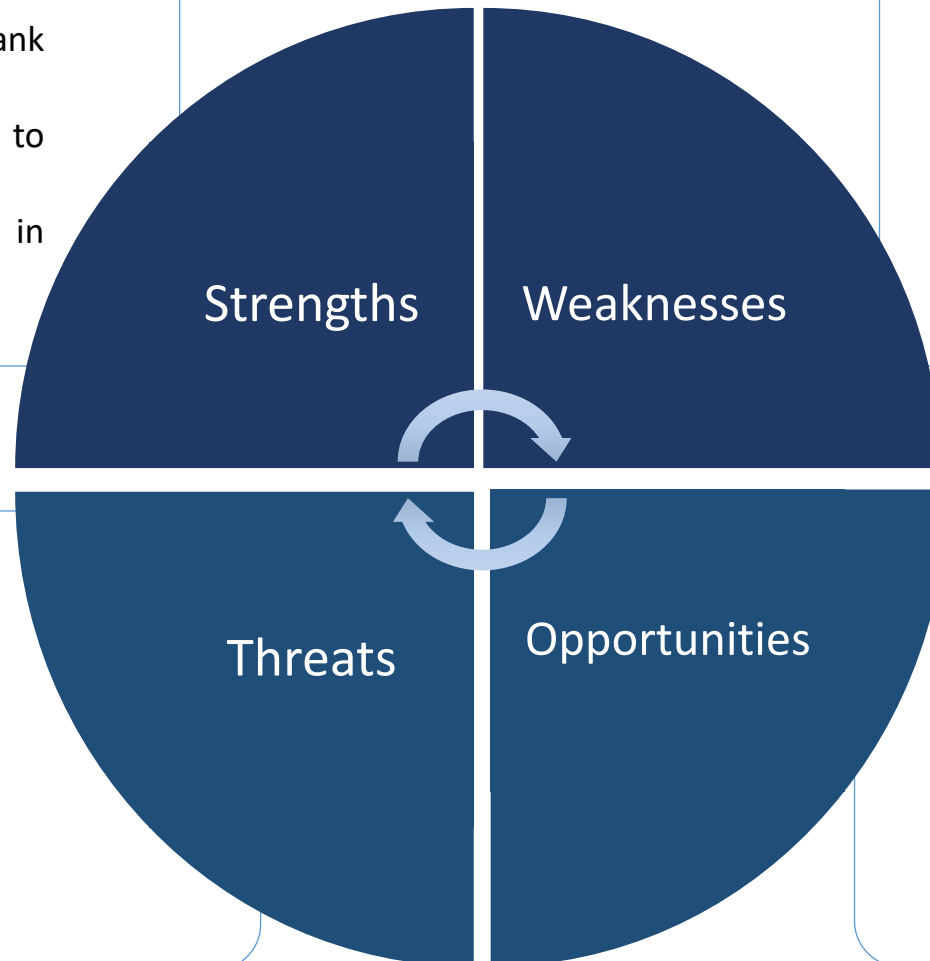 ank
to
in
Strengths
Weaknesses
Threats
Opportunities